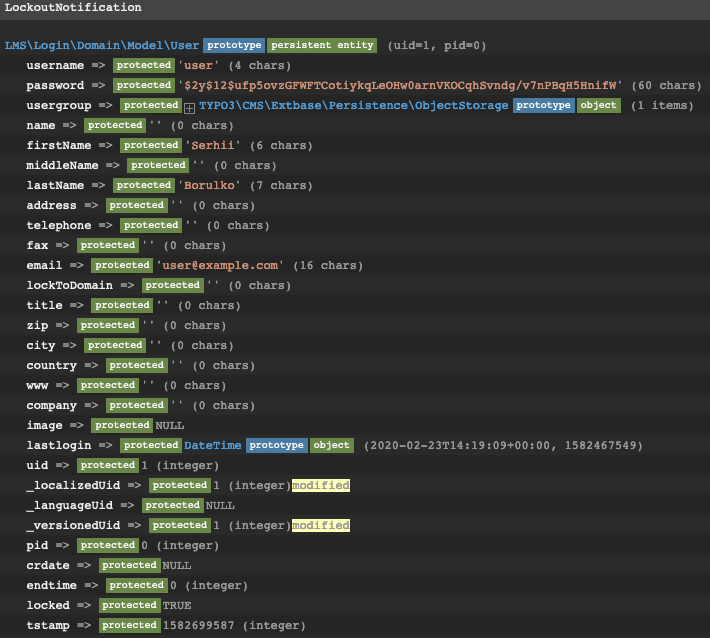 LockoutNotification
LMS\Login\Domain\Model\User prototype persistent entity (uid=1, pid=0)
username => protected 'user' (4 chars)
password => protected '$2y$12$ufp5ovzGFWFTCotiykqLeOHw0arnVKOCqhSvndg/v7nPBqH5HnifW' (60 chars)
usergroup => protected TYPO3\CMS\Extbase\Persistence\ObjectStorage prototype object (1 items)
name => protected '' (0 chars)
firstName => protected 'Serhii' (6 chars)
middleName => protected '' (0 chars)
lastName => protected 'Borulko' (7 chars)
address => protected '' (0 chars)
telephone => protected '' (0 chars)
fax => protected '' (0 chars)
email => protected 'user@example.com' (16 chars)
lockToDomain => protected '' (0 chars)
title => protected '' (0 chars)
zip => protected '' (0 chars)
city => protected '' (0 chars)
country => protected '' (0 chars)
www => protected '' (0 chars)
company => protected '' (0 chars)
image => protected NULL
lastlogin => protected DateTime prototype object (2020-02-23T14:19:09+00:00, 1582467549)
uid => protected 1 (integer)
_localizedUid => protected 1 (integer)modified
_languageUid => protected NULL
_versionedUid => protected 1 (integer)modified
pid => protected 0 (integer)
crdate => protected NULL
endtime => protected 0 (integer)
locked => protected TRUE
tstamp => protected 1582699587 (integer)